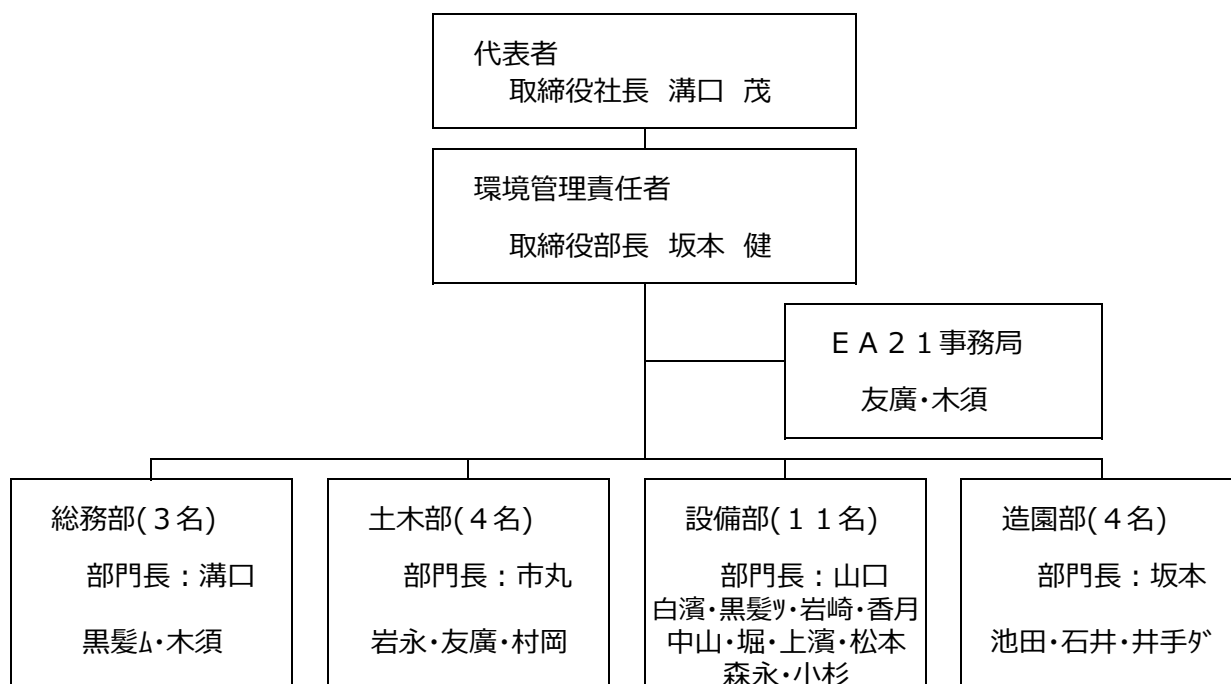 代表者
取締役社長 溝口 茂
環境管理責任者
取締役部長 坂本 健
ＥＡ２１事務局
友廣・木須
総務部(３名)
部門長：溝口
黒髪ﾑ・木須
土木部(４名)
部門長：市丸
岩永・友廣・村岡
設備部(１１名)
部門長：山口
白濱・黒髪ﾂ・岩崎・香月
中山・堀・上濱・松本
森永・小杉
造園部(４名)
部門長：坂本
池田・石井・井手ﾀﾞ